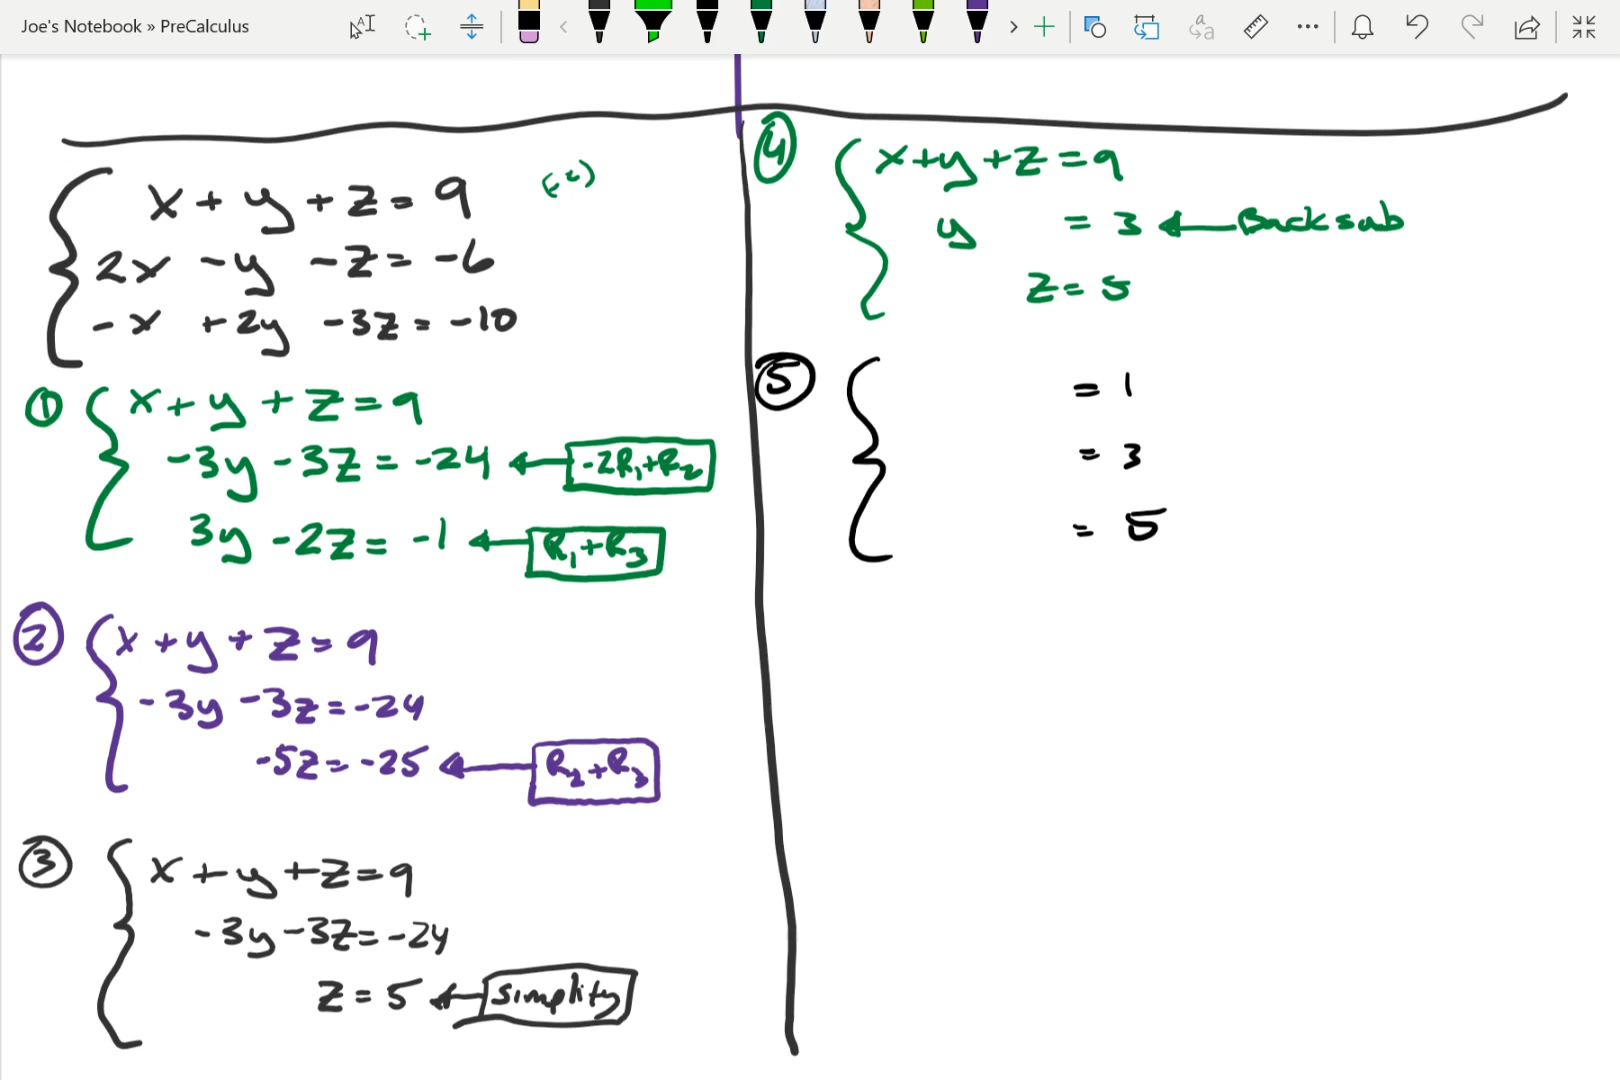 Joe's Notebook » PreCalculus
x + y + z = 9
2x - y - z = -6
-x + 2y - 3z = -10
① x + y + z = 9
-3y - 3z = -24 ← -2R₁+R₂
3y - 2z = -1 ← R₁+R₃
② x + y + z = 9
-3y - 3z = -24
-5z = -25 ← R₂+R₃
③ x + y + z = 9
-3y - 3z = -24
z = 5 ← simplify
④ x + y + z = 9
y = 3 ← Back sub
z = 5
⑤ = 1
= 3
= 5